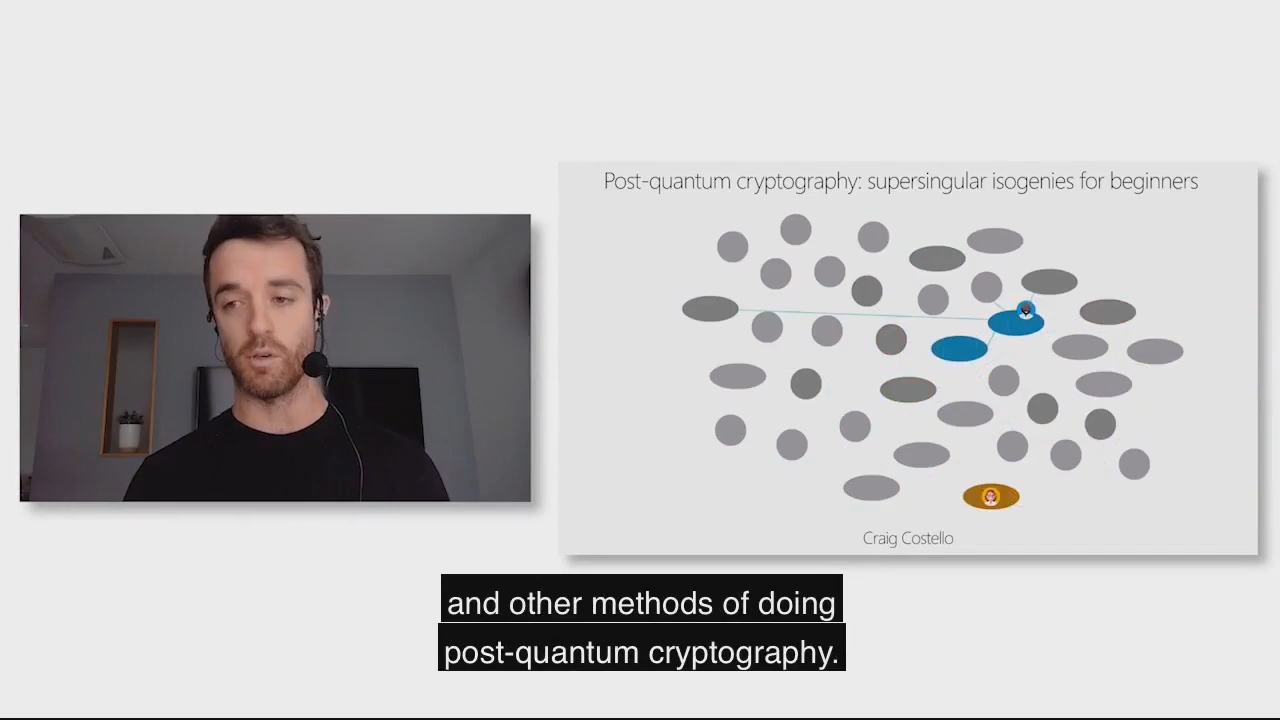 Post-quantum cryptography: supersingular isogenies for beginners
Craig Costello
and other methods of doing
post-quantum cryptography.